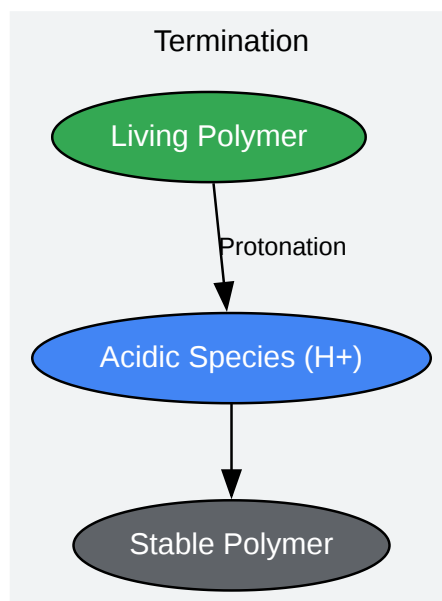 Termination
Living Polymer
Protonation
Acidic Species (H+)
Stable Polymer